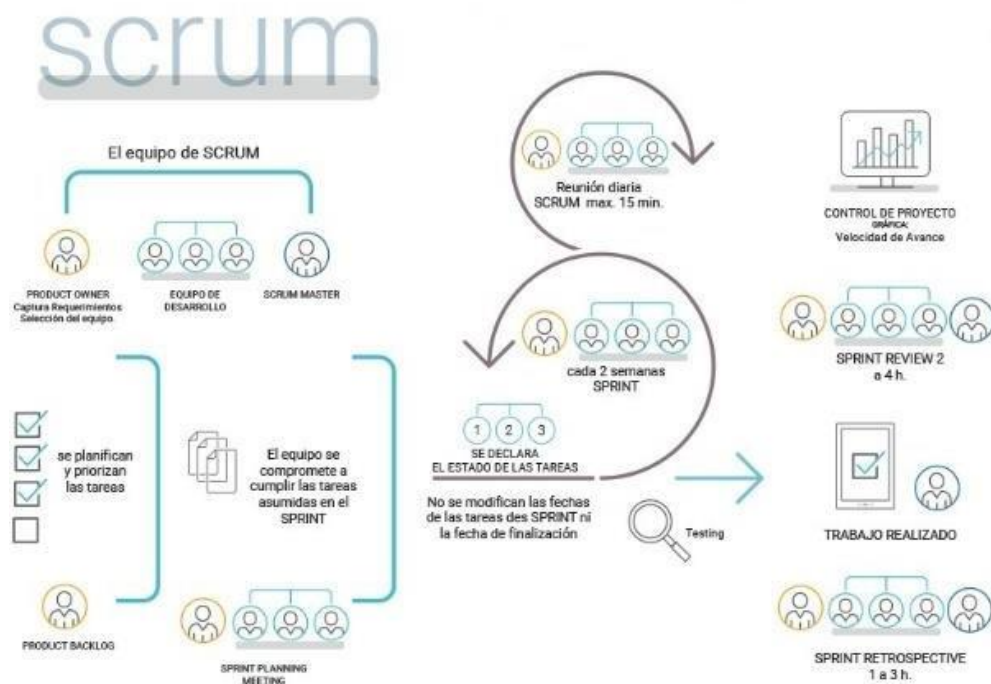 scrum
El equipo de SCRUM
PRODUCT OWNER
Captura Requerimientos
Selección del equipo.
EQUIPO DE
DESARROLLO
SCRUM MASTER
se planifican
y priorizan
las tareas
PRODUCT BACKLOG
El equipo se
compromete a
cumplir las tareas
asumidas en el
SPRINT
SPRINT PLANNING
MEETING
Reunión diaria
SCRUM max. 15 min.
cada 2 semanas
SPRINT
1 2 3
SE DECLARA
EL ESTADO DE LAS TAREAS
No se modifican las fechas
de las tareas des SPRINT ni
la fecha de finalización
Testing
CONTROL DE PROYECTO
GRÁFICA:
Velocidad de Avance
SPRINT REVIEW 2
a 4 h.
TRABAJO REALIZADO
SPRINT RETROSPECTIVE
1 a 3 h.